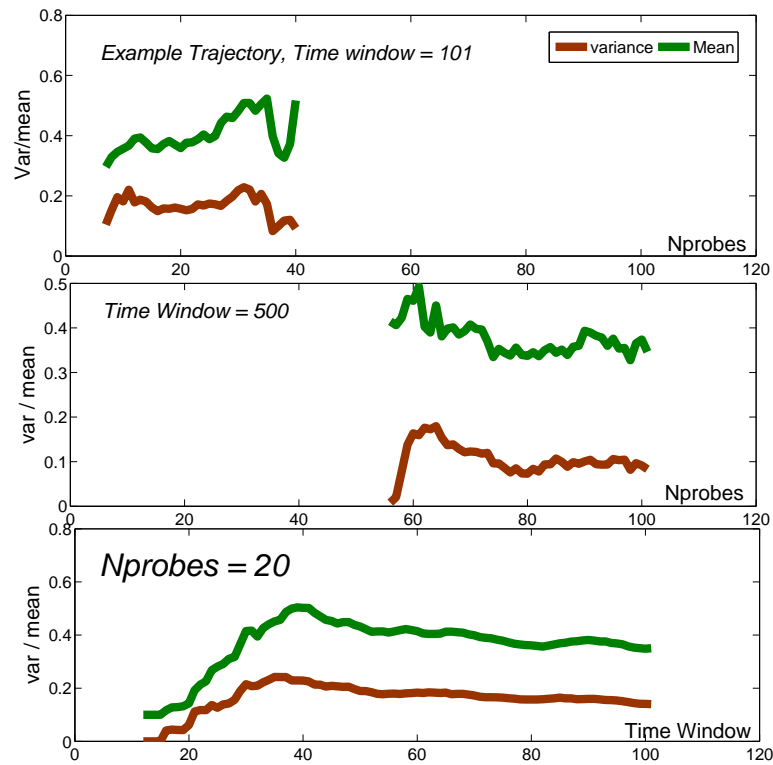 0.8
0.6
0.4
0.2
0
Var/mean
Example Trajectory, Time window = 101
variance
Mean
Nprobes
0 20 40 60 80 100 120
0.5
0.4
0.3
0.2
0.1
0
var / mean
Time Window = 500
Nprobes
0 20 40 60 80 100 120
0.8
0.6
0.4
0.2
0
var / mean
Nprobes = 20
Time Window
0 20 40 60 80 100 120